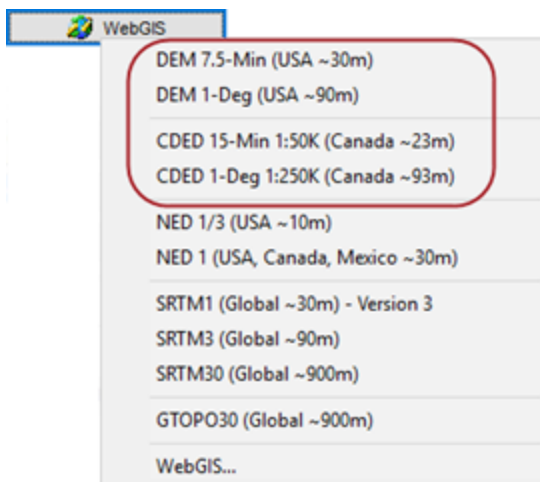 WebGIS
DEM 7.5-Min (USA ~30m)
DEM 1-Deg (USA ~90m)
CDED 15-Min 1:50K (Canada ~23m)
CDED 1-Deg 1:250K (Canada ~93m)
NED 1/3 (USA ~10m)
NED 1 (USA, Canada, Mexico ~30m)
SRTM1 (Global ~30m) - Version 3
SRTM3 (Global ~90m)
SRTM30 (Global ~900m)
GTOPO30 (Global ~900m)
WebGIS...